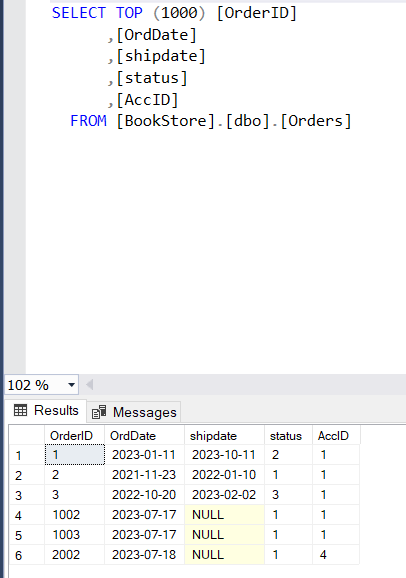 SELECT TOP (1000) [OrderID]
,[OrdDate]
,[shipdate]
,[status]
,[AccID]
FROM [BookStore].[dbo].[Orders]
102 %
Results Messages
OrderID OrdDate shipdate status AccID
1 1 2023-01-11 2023-10-11 2 1
2 2 2021-11-23 2022-01-10 1 1
3 3 2022-10-20 2023-02-02 3 1
4 1002 2023-07-17 NULL 1 1
5 1003 2023-07-17 NULL 1 1
6 2002 2023-07-18 NULL 1 4